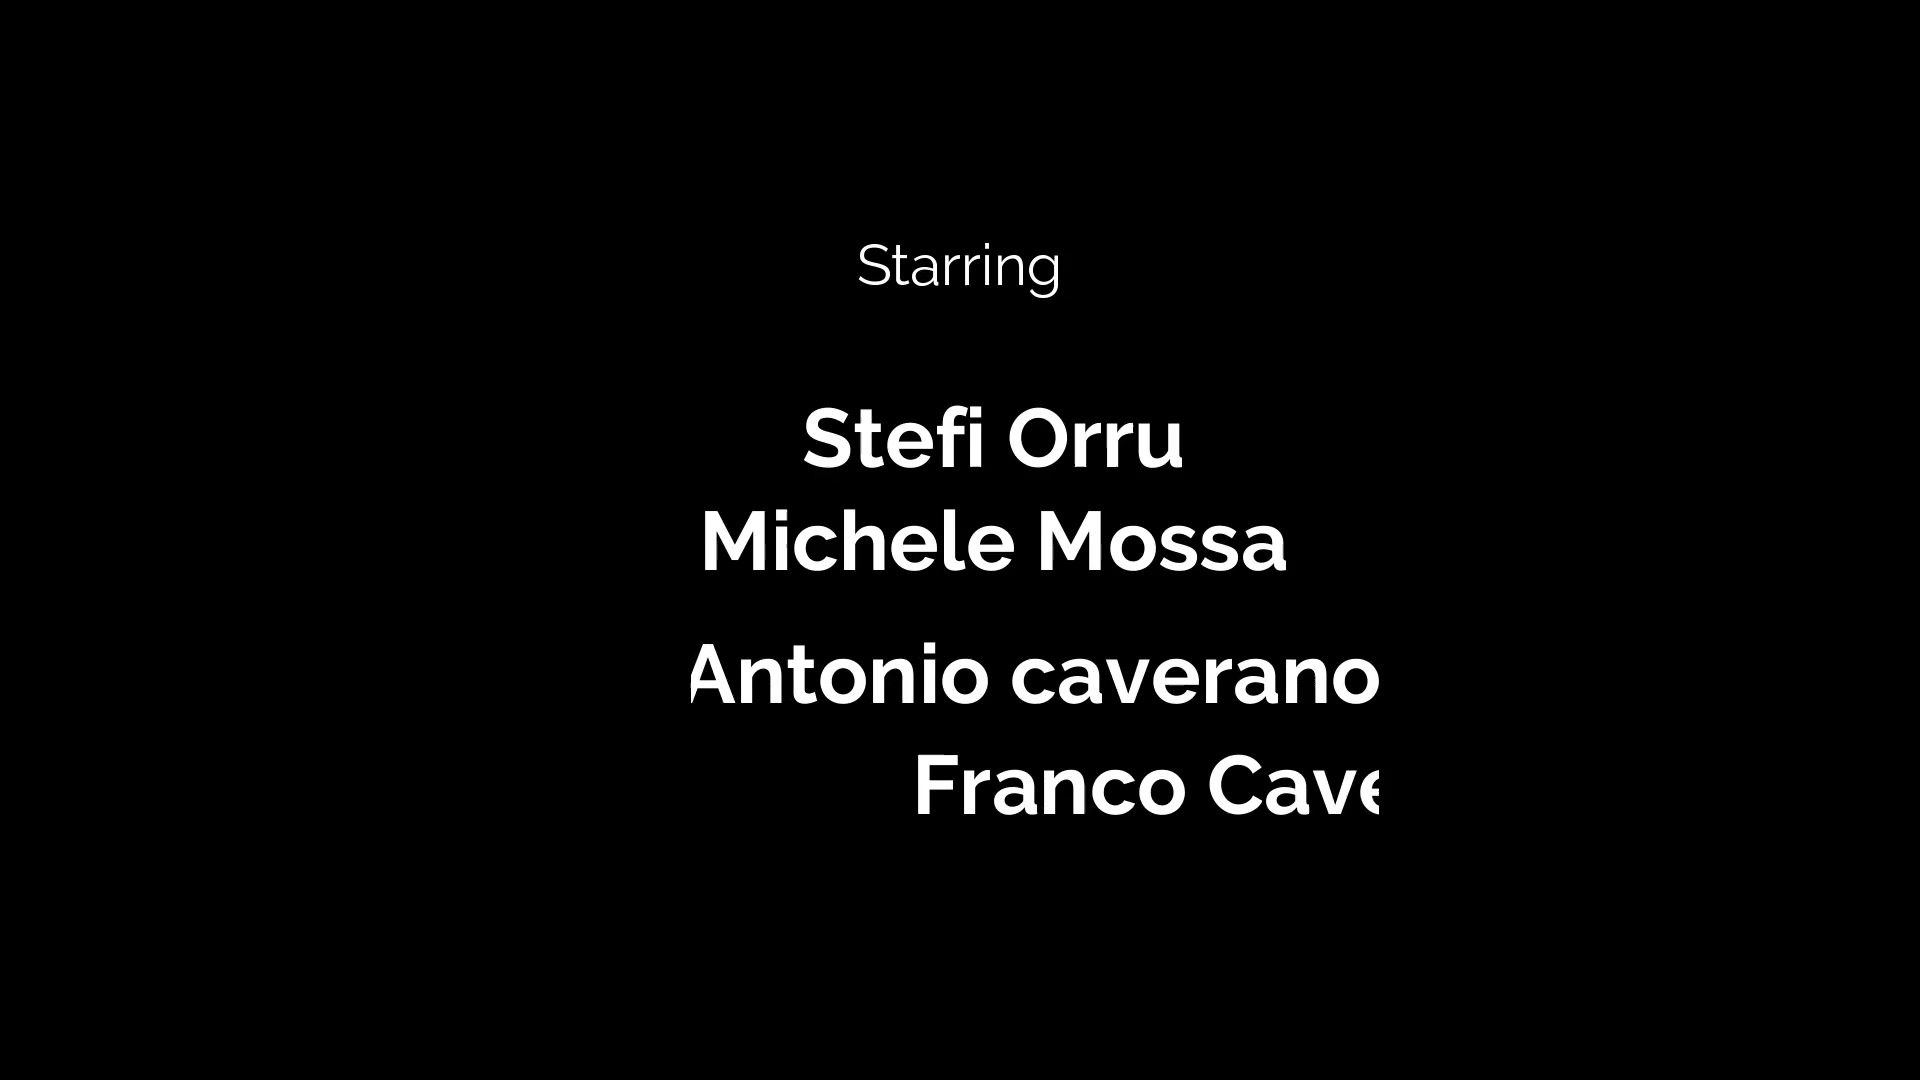 Starring
Stefi Orru
Michele Mossa
Antonio caverano
Franco Cave